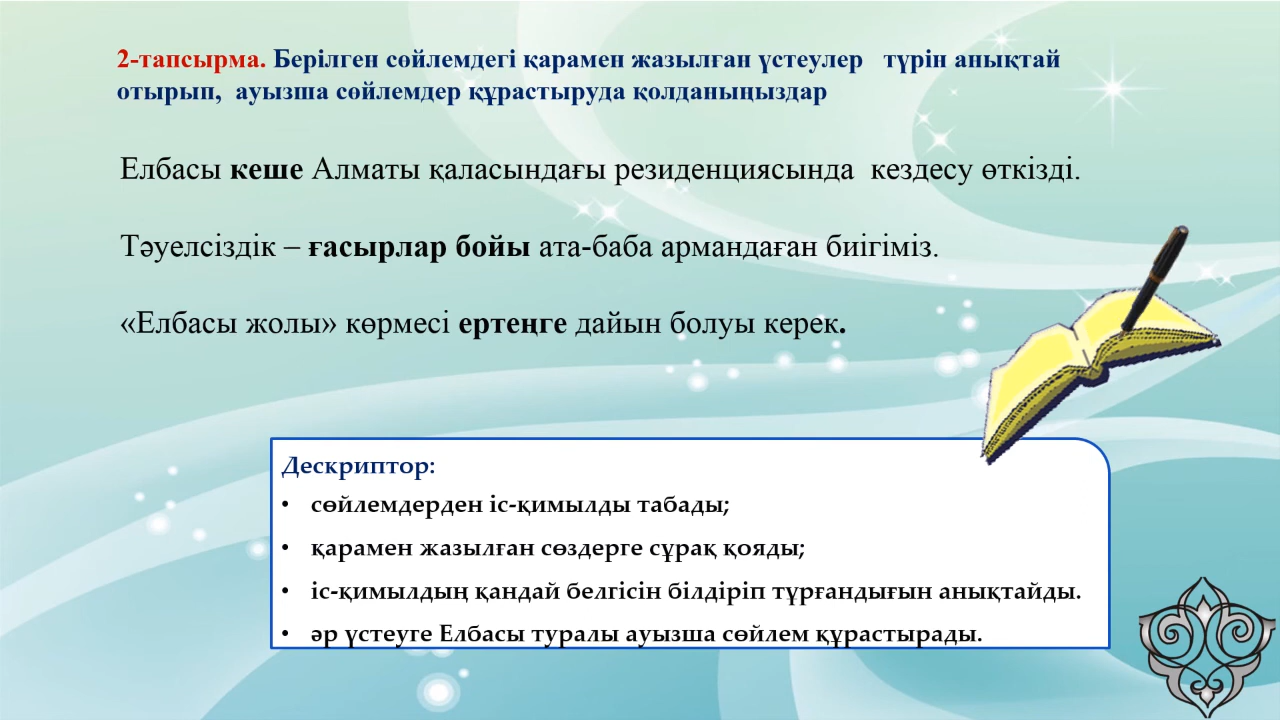 2-тапсырма. Берілген сөйлемдегі қарамен жазылған үстеулер түрін анықтай
отырып, ауызша сөйлемдер құрастыруда қолданыңыздар
Елбасы кеше Алматы қаласындағы резиденциясында кездесу өткізді.
Тәуелсіздік – ғасырлар бойы ата-баба армандаған биігіміз.
«Елбасы жолы» көрмесі ертеңге дайын болуы керек.
Дескриптор:
• сөйлемдерден іс-қимылды табады;
• қарамен жазылған сөздерге сұрақ қояды;
• іс-қимылдың қандай белгісін білдіріп тұрғандығын анықтайды.
• әр үстеуге Елбасы туралы ауызша сөйлем құрастырады.